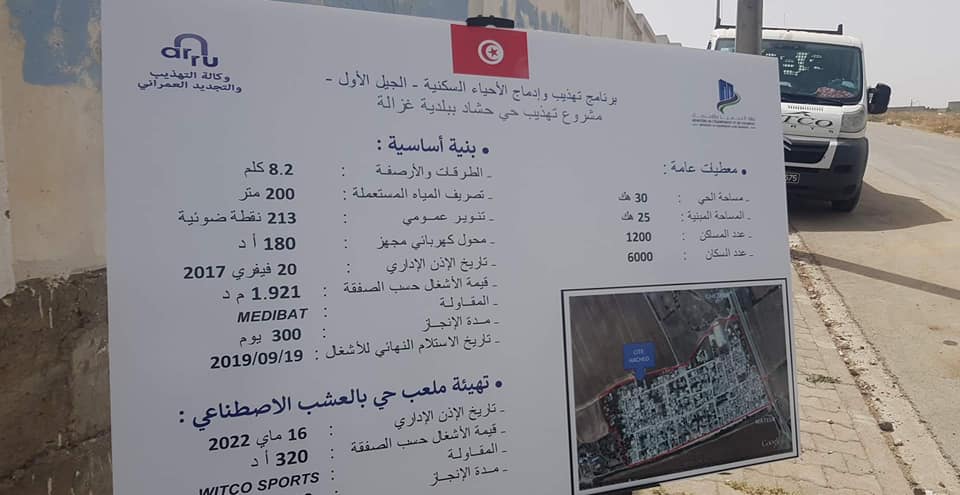 arru
وكالة التهذيب
والتجديد العمراني
برنامج تهذيب وإدماج الأحياء السكنية - الجيل الأول -
مشروع تهذيب حي حشاد ببلدية غزالة
• معطيات عامة :
- مساحة الحي : 30 هك
- المساحة المبنية : 25 هك
- عدد المساكن : 1200
- عدد السكان : 6000
CITE HACHED
MATEUR
Google
• بنية أساسية :
- الطرقات والأرصفة : 8.2 كلم
- تصريف المياه المستعملة : 200 متر
- تنوير عمومي : 213 نقطة ضوئية
- محول كهربائي مجهز : 180 أ د
- تاريخ الإذن الإداري : 20 فيفري 2017
- قيمة الأشغال حسب الصفقة : 1.921 م د
- المقاولة : MEDIBAT
- مدة الإنجاز : 300 يوم
- تاريخ الاستلام النهائي للأشغال : 2019/09/19
• تهيئة ملعب حي بالعشب الاصطناعي :
- تاريخ الإذن الإداري : 16 ماي 2022
- قيمة الأشغال حسب الصفقة : 320 أ د
- المقاولة : WITCO SPORTS
- مدة الإنجاز